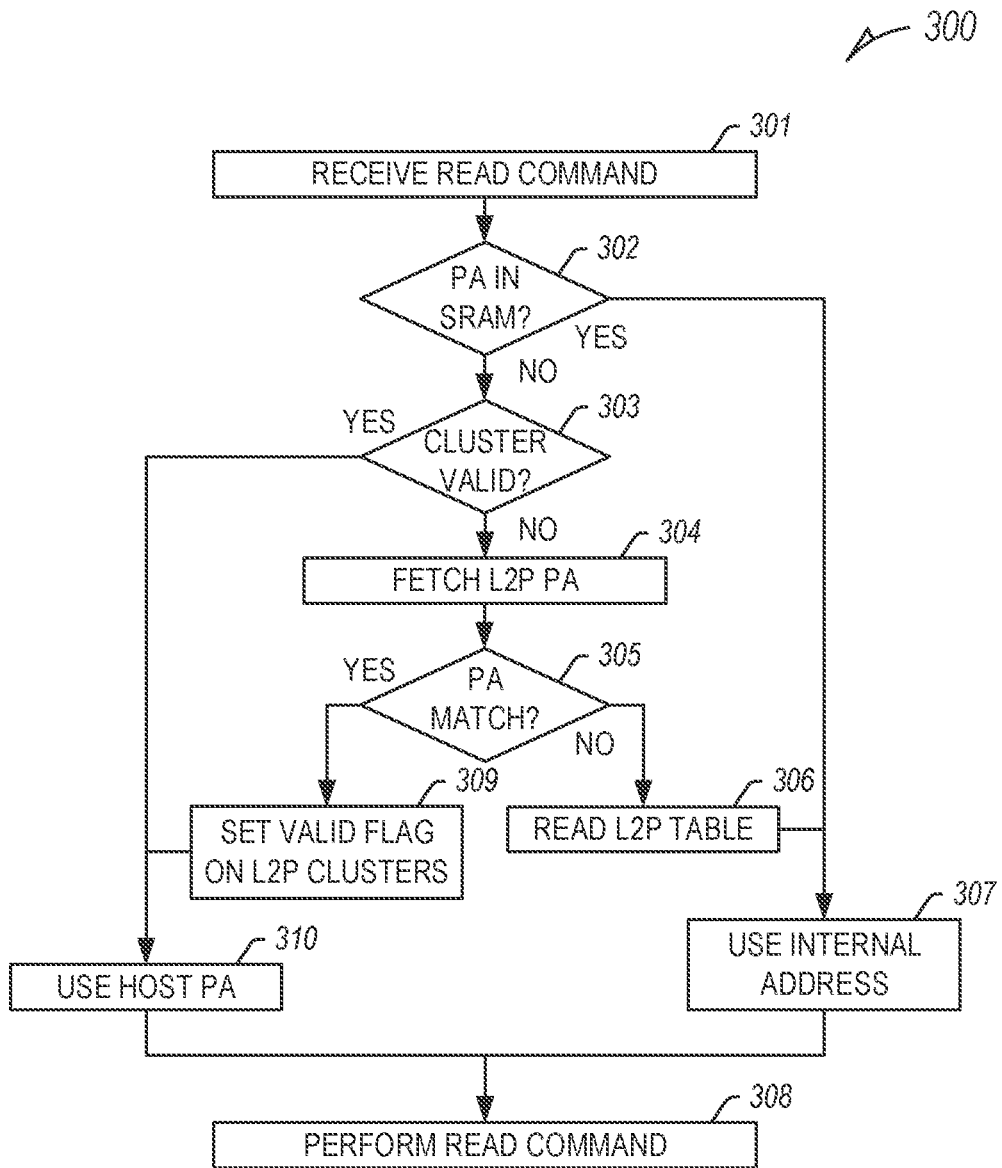 300
301
RECEIVE READ COMMAND
302
PA IN
SRAM?
YES
NO
303
YES
CLUSTER
VALID?
NO
304
FETCH L2P PA
305
YES
PA
MATCH?
NO
309
306
SET VALID FLAG
ON L2P CLUSTERS
READ L2P TABLE
307
310
USE INTERNAL
ADDRESS
USE HOST PA
308
PERFORM READ COMMAND